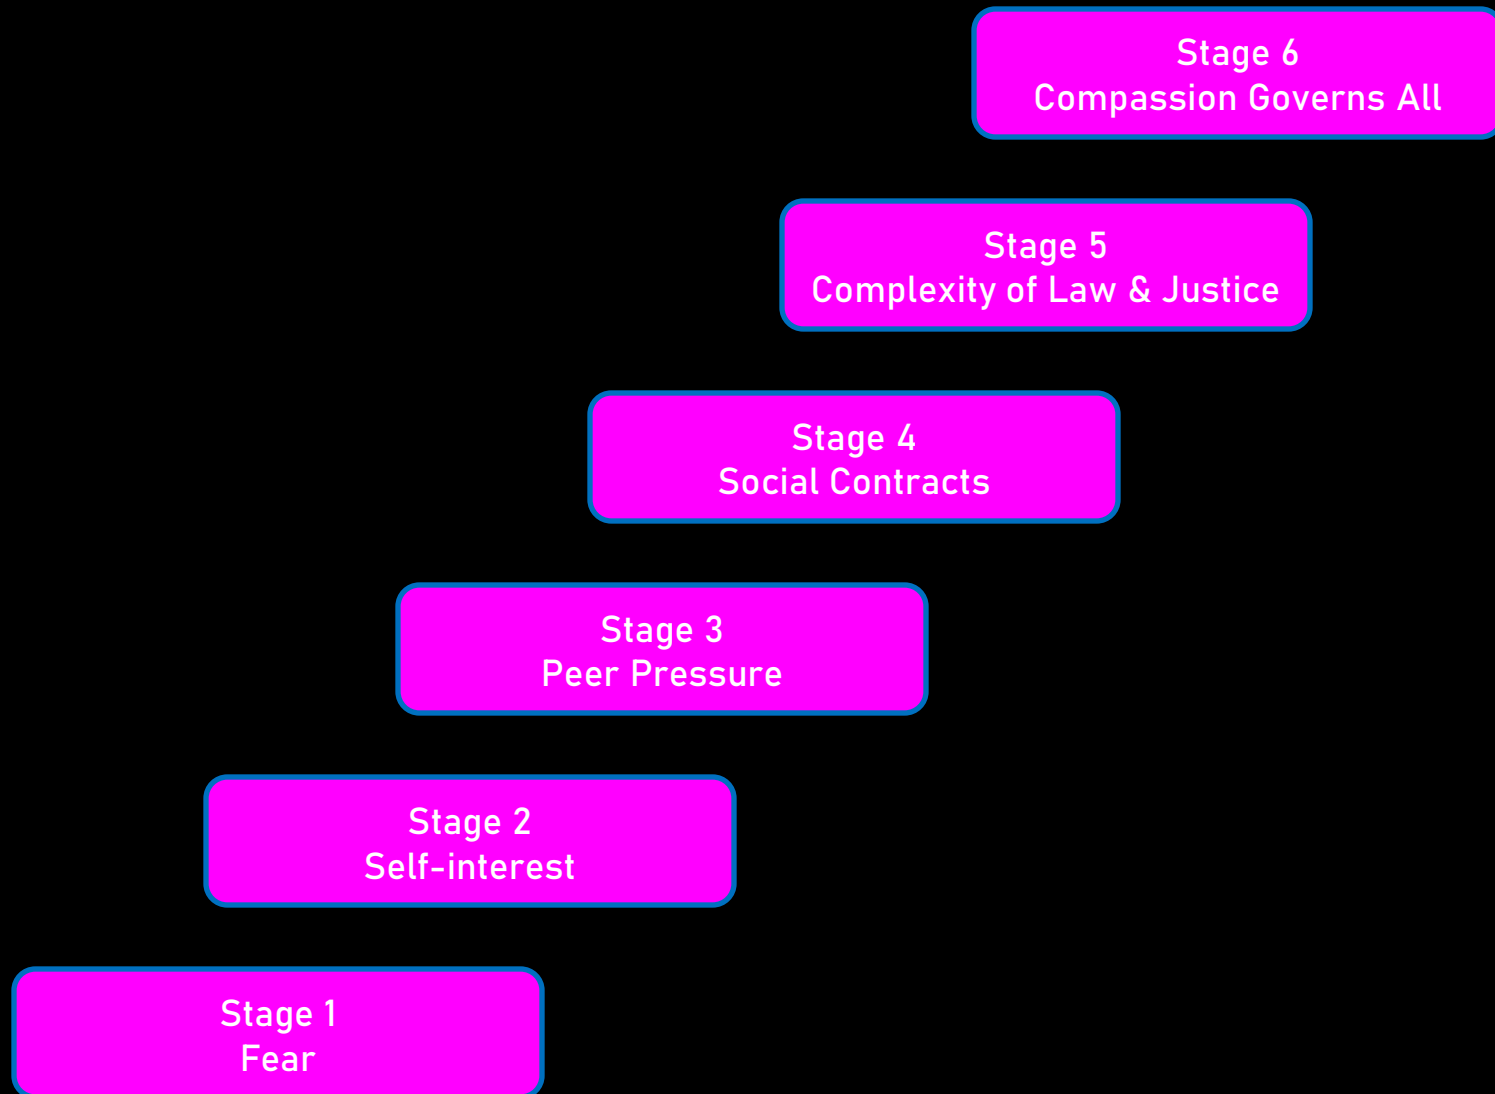 Stage 6
Compassion Governs All
Stage 5
Complexity of Law & Justice
Stage 4
Social Contracts
Stage 3
Peer Pressure
Stage 2
Self-interest
Stage 1
Fear